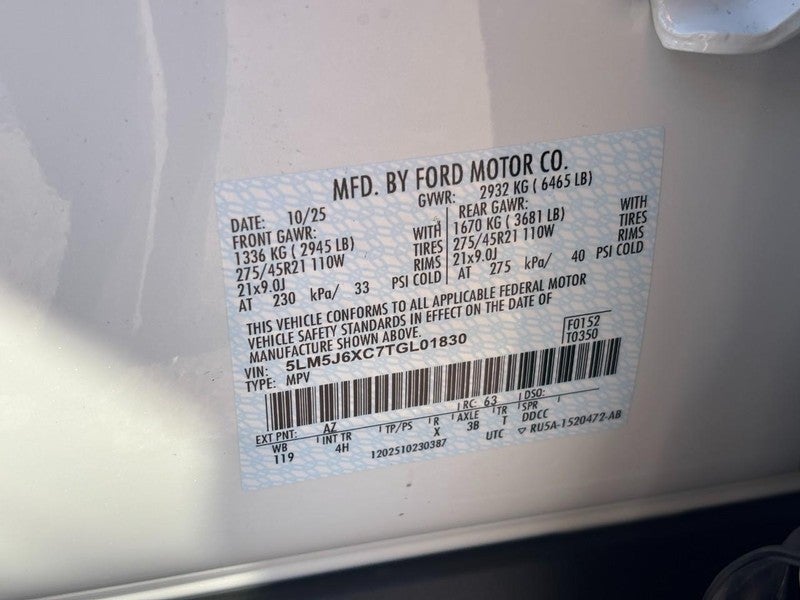 MFD. BY FORD MOTOR CO.
DATE: 10/25 GVWR: 2932 KG ( 6465 LB)
FRONT GAWR: WITH REAR GAWR: WITH
1336 KG ( 2945 LB) TIRES 1670 KG ( 3681 LB) TIRES
275/45R21 110W RIMS 275/45R21 110W RIMS
21x9.0J PSI COLD 21x9.0J PSI COLD
AT 230 kPa/ 33 AT 275 kPa/ 40
THIS VEHICLE CONFORMS TO ALL APPLICABLE FEDERAL MOTOR
VEHICLE SAFETY STANDARDS IN EFFECT ON THE DATE OF
MANUFACTURE SHOWN ABOVE.
VIN: 5LM5J6XC7TGL01830 F0152
TYPE: MPV T0350
EXT PNT: AZ RC: 63 DSO:
WB INT TR TP/PS R AXLE TR SPR
119 4H X 3B T DDCC
1202510230387 UTC ▽ RU5A-1520472-AB